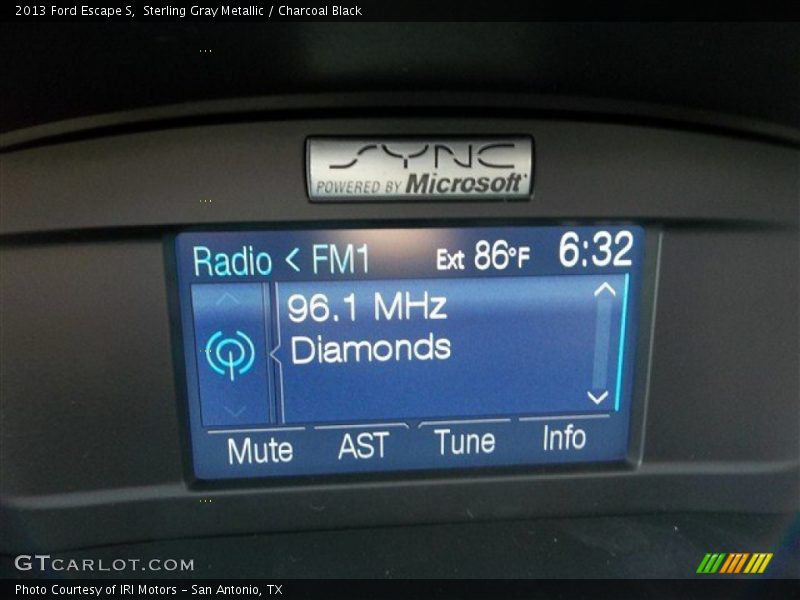 2013 Ford Escape S,  Sterling Gray Metallic / Charcoal Black
SYNC
POWERED BY Microsoft
Radio < FM1 Ext 86°F 6:32
96.1 MHz
Diamonds
Mute AST Tune Info
GTCARLOT.COM
Photo Courtesy of IRI Motors – San Antonio, TX